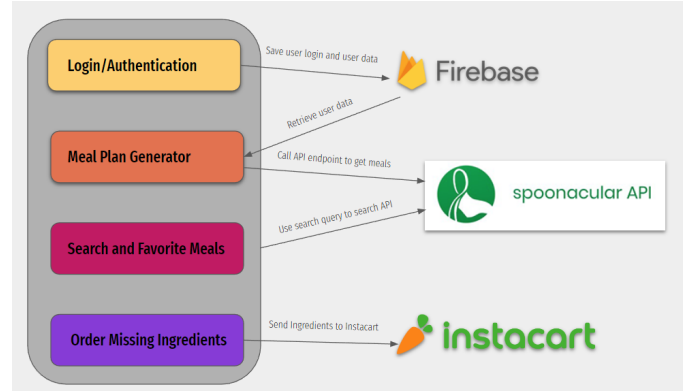 Login/Authentication
Save user login and user data
Firebase
Retrieve user data
Meal Plan Generator
Call API endpoint to get meals
spoonacular API
Use search query to search API
Search and Favorite Meals
Order Missing Ingredients
Send Ingredients to Instacart
instacart